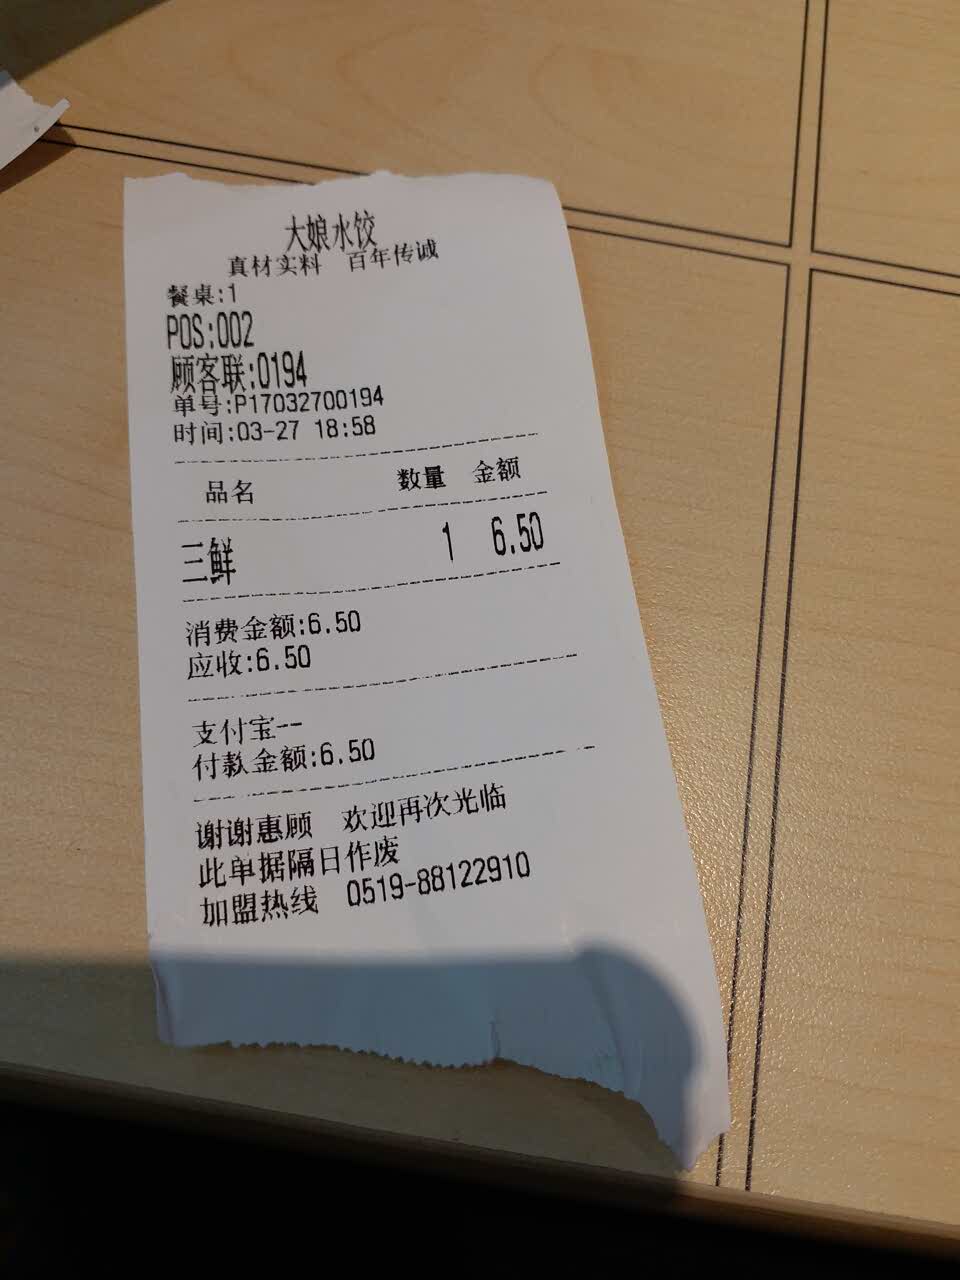 大娘水饺
真材实料 百年传诚
餐桌:1
POS:002
顾客联:0194
单号:P17032700194
时间:03-27 18:58
品名 数量 金额
三鲜 1 6.50
消费金额:6.50
应收:6.50
支付宝--
付款金额:6.50
谢谢惠顾 欢迎再次光临
此单据隔日作废
加盟热线 0519-88122910